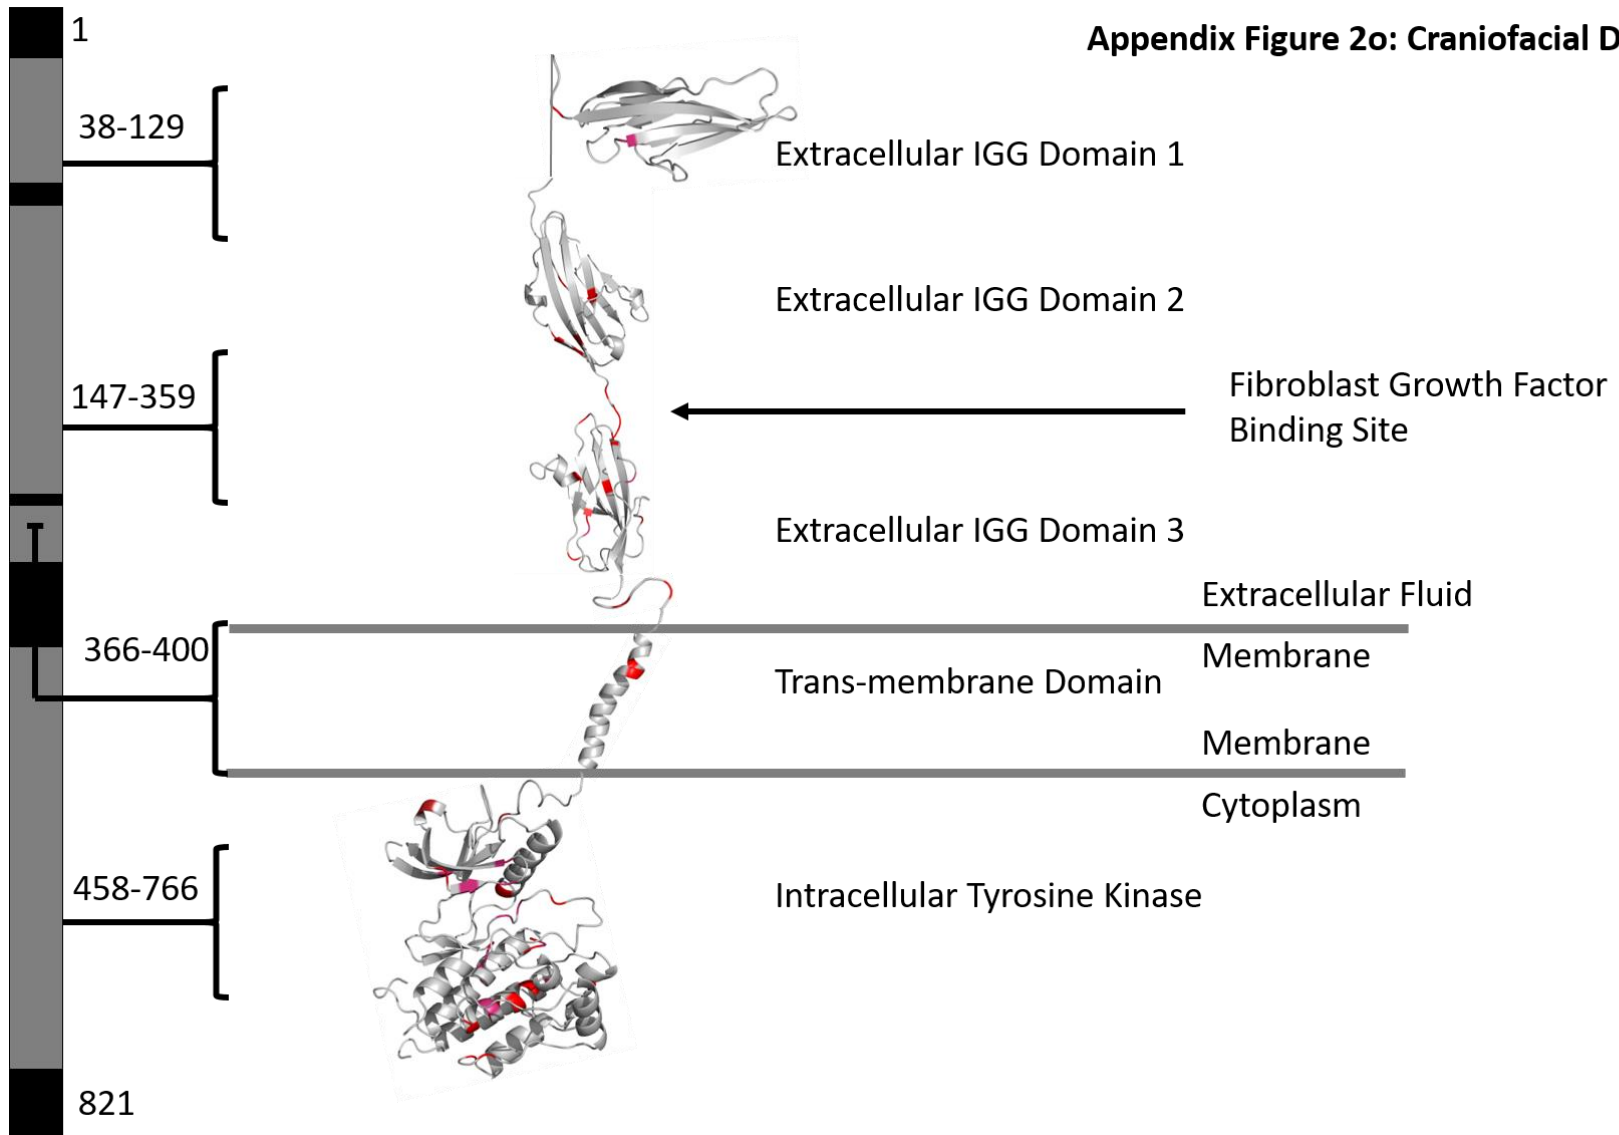 1
Appendix Figure 2o: Craniofacial D
38-129
Extracellular IGG Domain 1
Extracellular IGG Domain 2
147-359
Fibroblast Growth Factor
Binding Site
Extracellular IGG Domain 3
Extracellular Fluid
366-400
Membrane
Trans-membrane Domain
Membrane
Cytoplasm
458-766
Intracellular Tyrosine Kinase
821